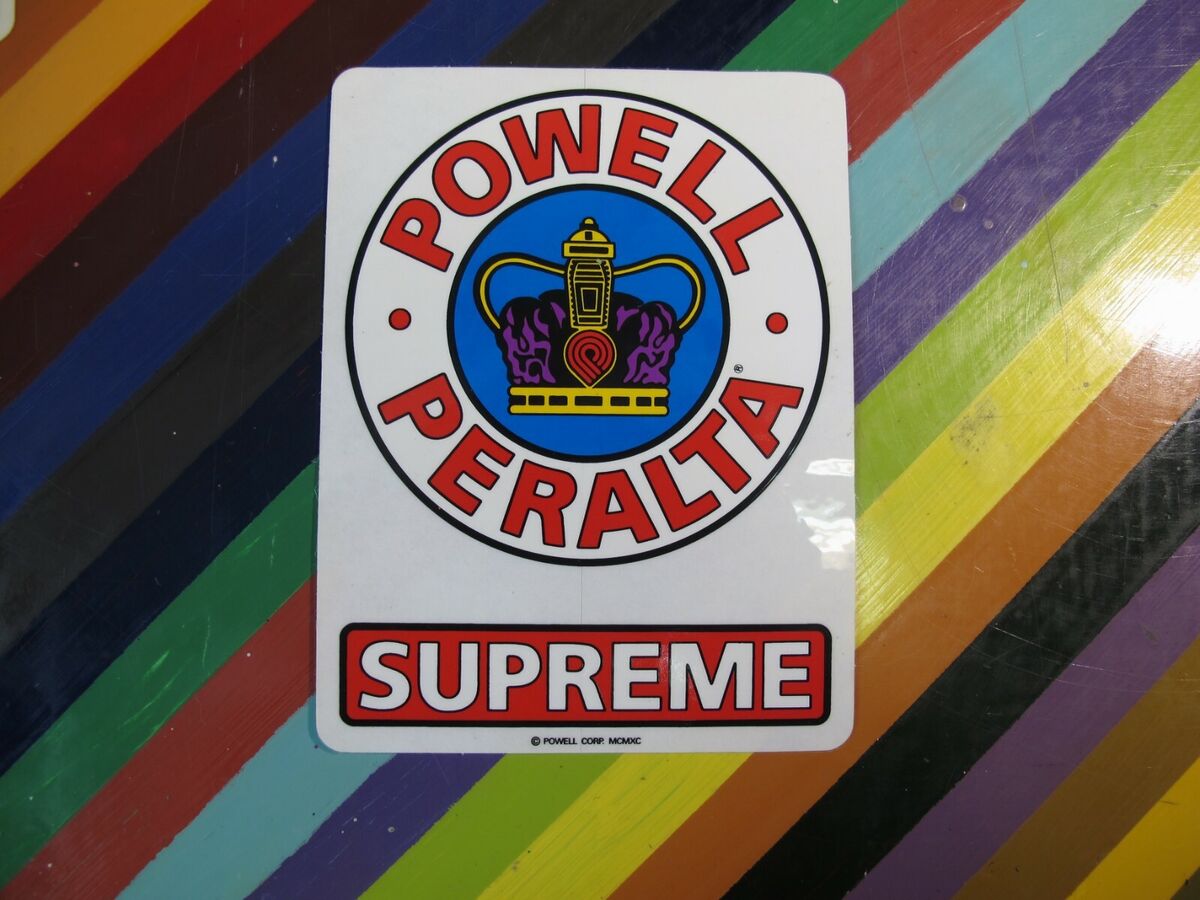 POWELL
PERALTA®
SUPREME
© POWELL CORP. MCMXC